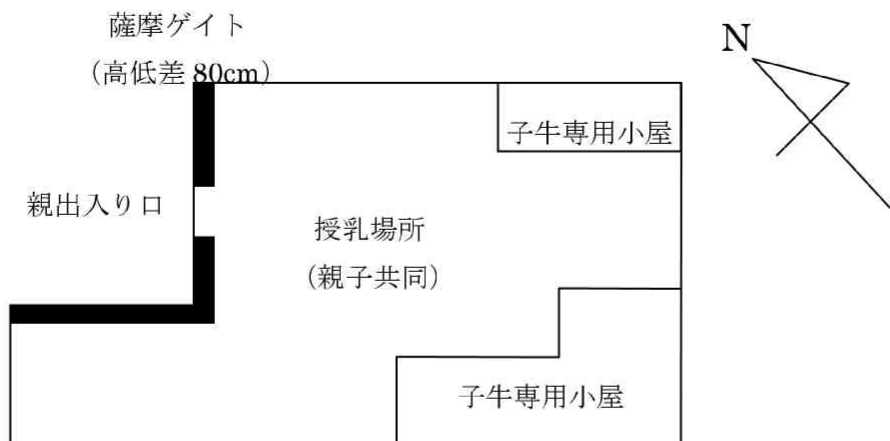 薩摩ゲイト
(高低差 80cm)
N
子牛専用小屋
親出入り口
授乳場所
(親子共同)
子牛専用小屋